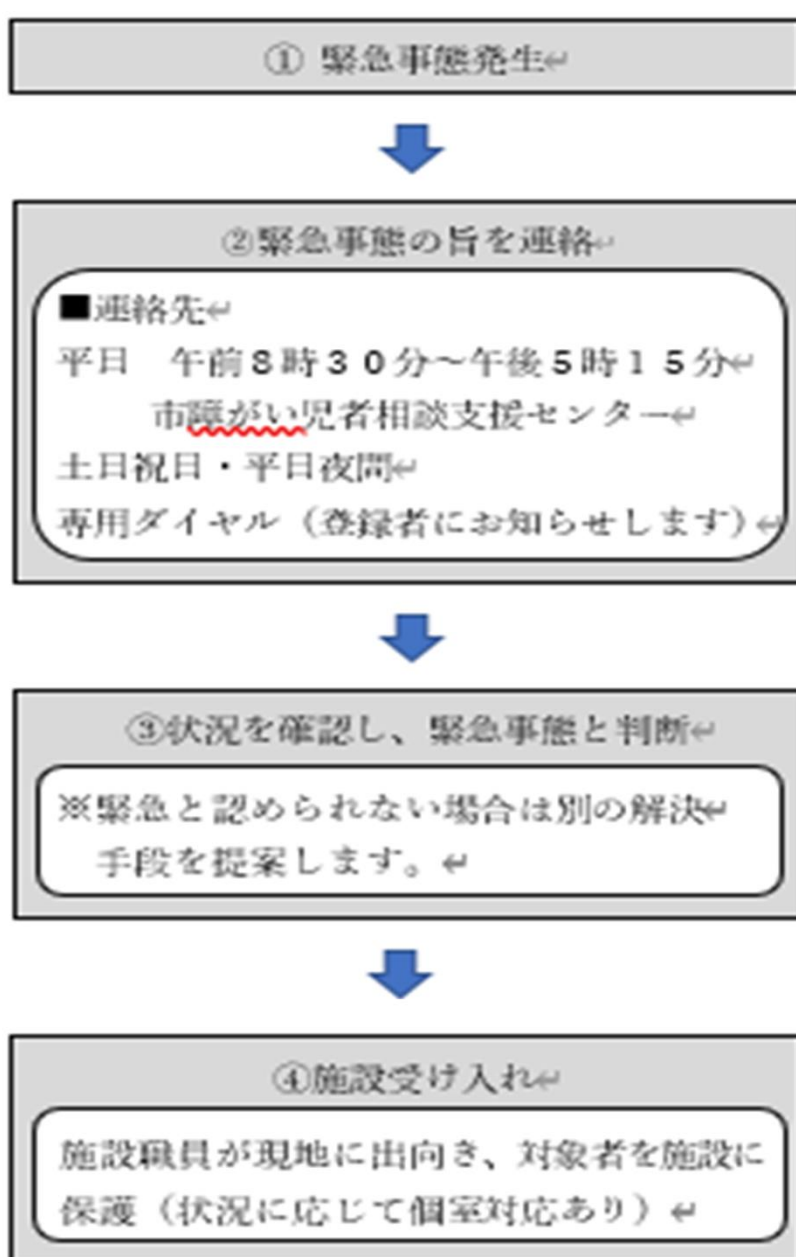 ① 緊急事態発生
②緊急事態の旨を連絡
■連絡先
平日　午前８時３０分～午後５時１５分
市障がい児者相談支援センター
土日祝日・平日夜間
専用ダイヤル（登録者にお知らせします）
③状況を確認し、緊急事態と判断
※緊急と認められない場合は別の解決
手段を提案します。
④施設受け入れ
施設職員が現地に出向き、対象者を施設に
保護（状況に応じて個室対応あり）